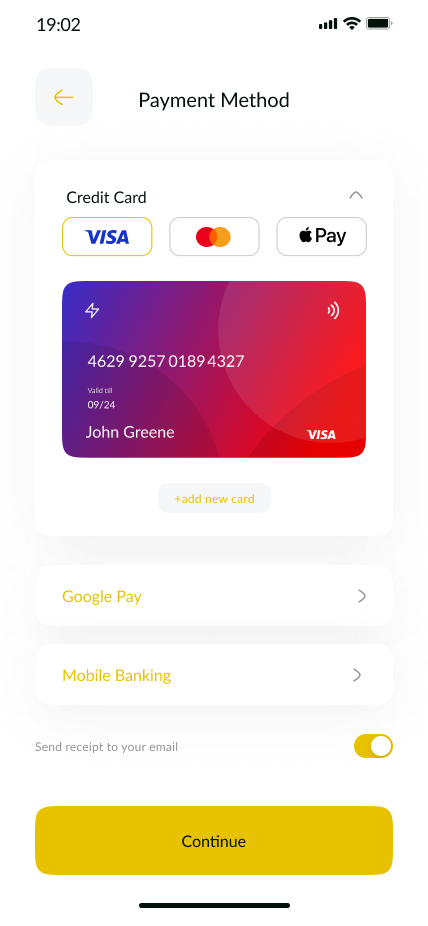 19:02
Payment Method
Credit Card
VISA
Pay
4629 9257 0189 4327
Valid till
09/24
John Greene
VISA
+add new card
Google Pay
Mobile Banking
Send receipt to your email
Continue